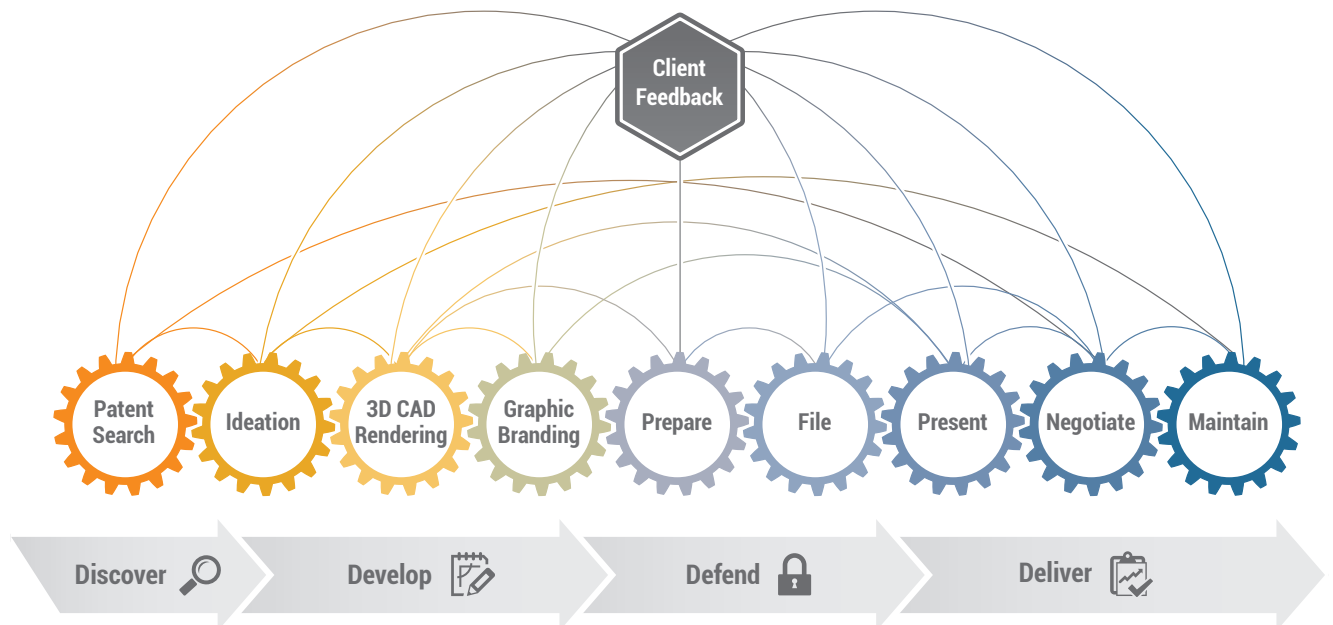 Client
Feedback
Patent
Search
Ideation
3D CAD
Rendering
Graphic
Branding
Prepare
File
Present
Negotiate
Maintain
Discover
Develop
Defend
Deliver